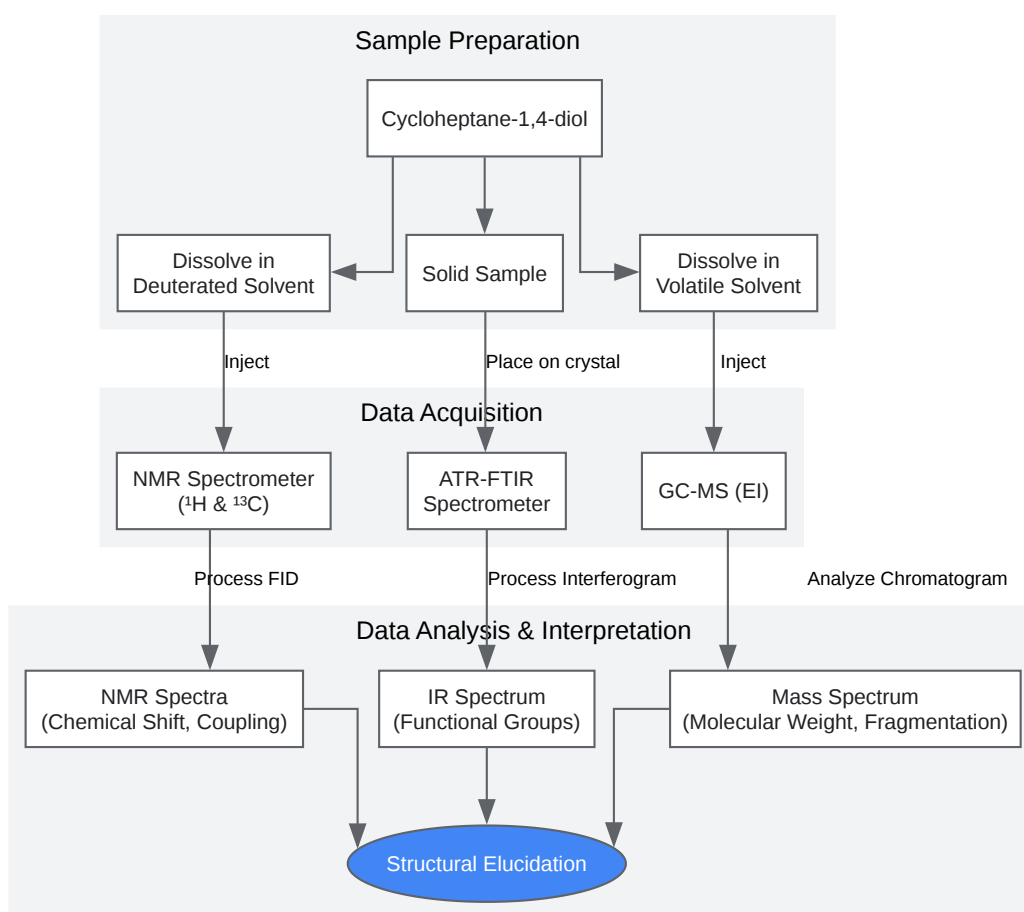 Sample Preparation
Cycloheptane-1,4-diol
Dissolve in
Deuterated Solvent
Solid Sample
Dissolve in
Volatile Solvent
Inject
Place on crystal
Inject
Data Acquisition
NMR Spectrometer
(¹H & ¹³C)
ATR-FTIR
Spectrometer
GC-MS (EI)
Process FID
Process Interferogram
Analyze Chromatogram
Data Analysis & Interpretation
NMR Spectra
(Chemical Shift, Coupling)
IR Spectrum
(Functional Groups)
Mass Spectrum
(Molecular Weight, Fragmentation)
Structural Elucidation